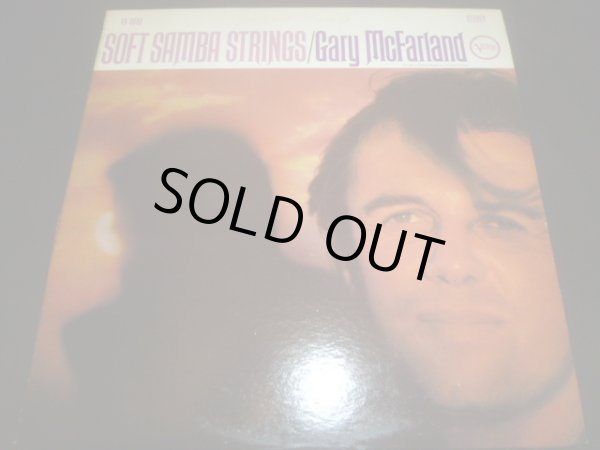 SOFT SAMBA STRINGS/Gary McFarland
Verve
SOLD OUT